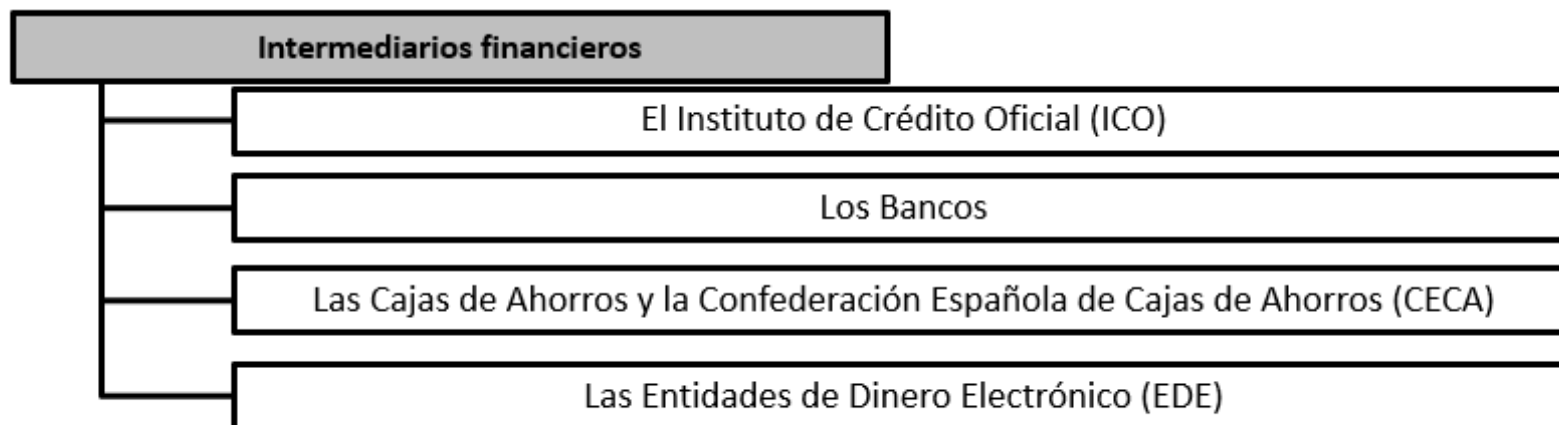 Intermediarios financieros
El Instituto de Crédito Oficial (ICO)
Los Bancos
Las Cajas de Ahorros y la Confederación Española de Cajas de Ahorros (CECA)
Las Entidades de Dinero Electrónico (EDE)